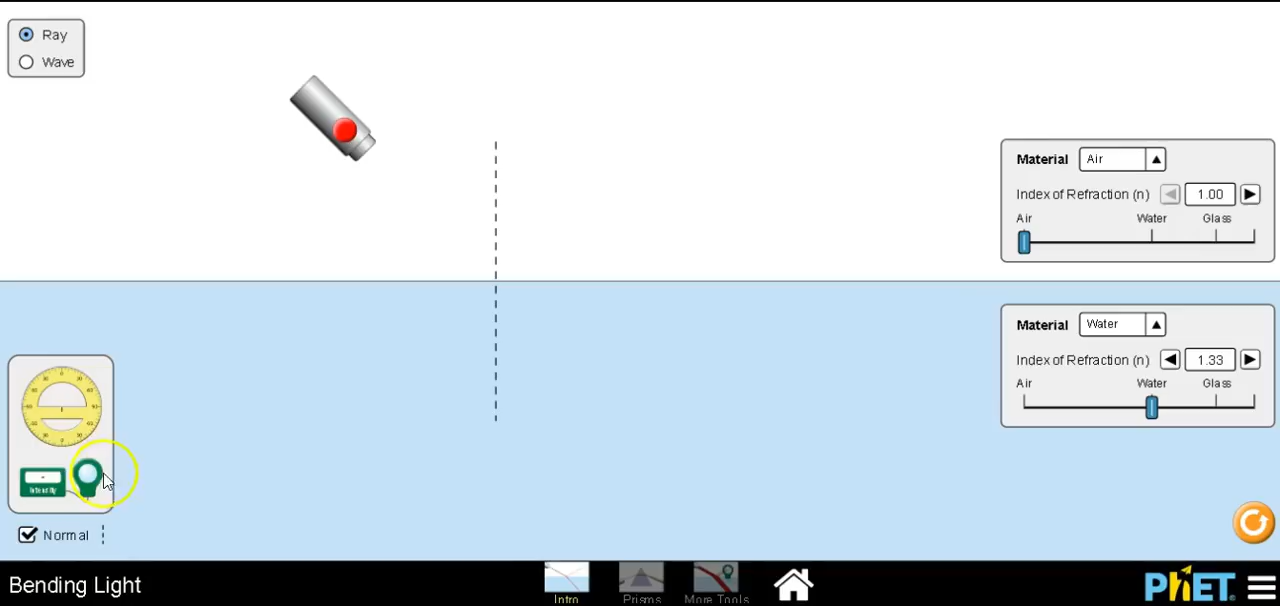 Ray
Wave
Material Air
Index of Refraction (n) 1.00
Air Water Glass
Material Water
Index of Refraction (n) 1.33
Air Water Glass
Intensity
Normal
Bending Light
Intro
Prisms
More Tools
PhET